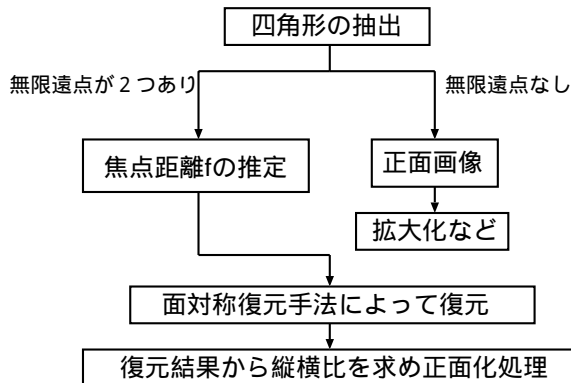 四角形の抽出
無限遠点が2つあり
無限遠点なし
焦点距離fの推定
正面画像
拡大化など
面対称復元手法によって復元
復元結果から縦横比を求め正面化処理